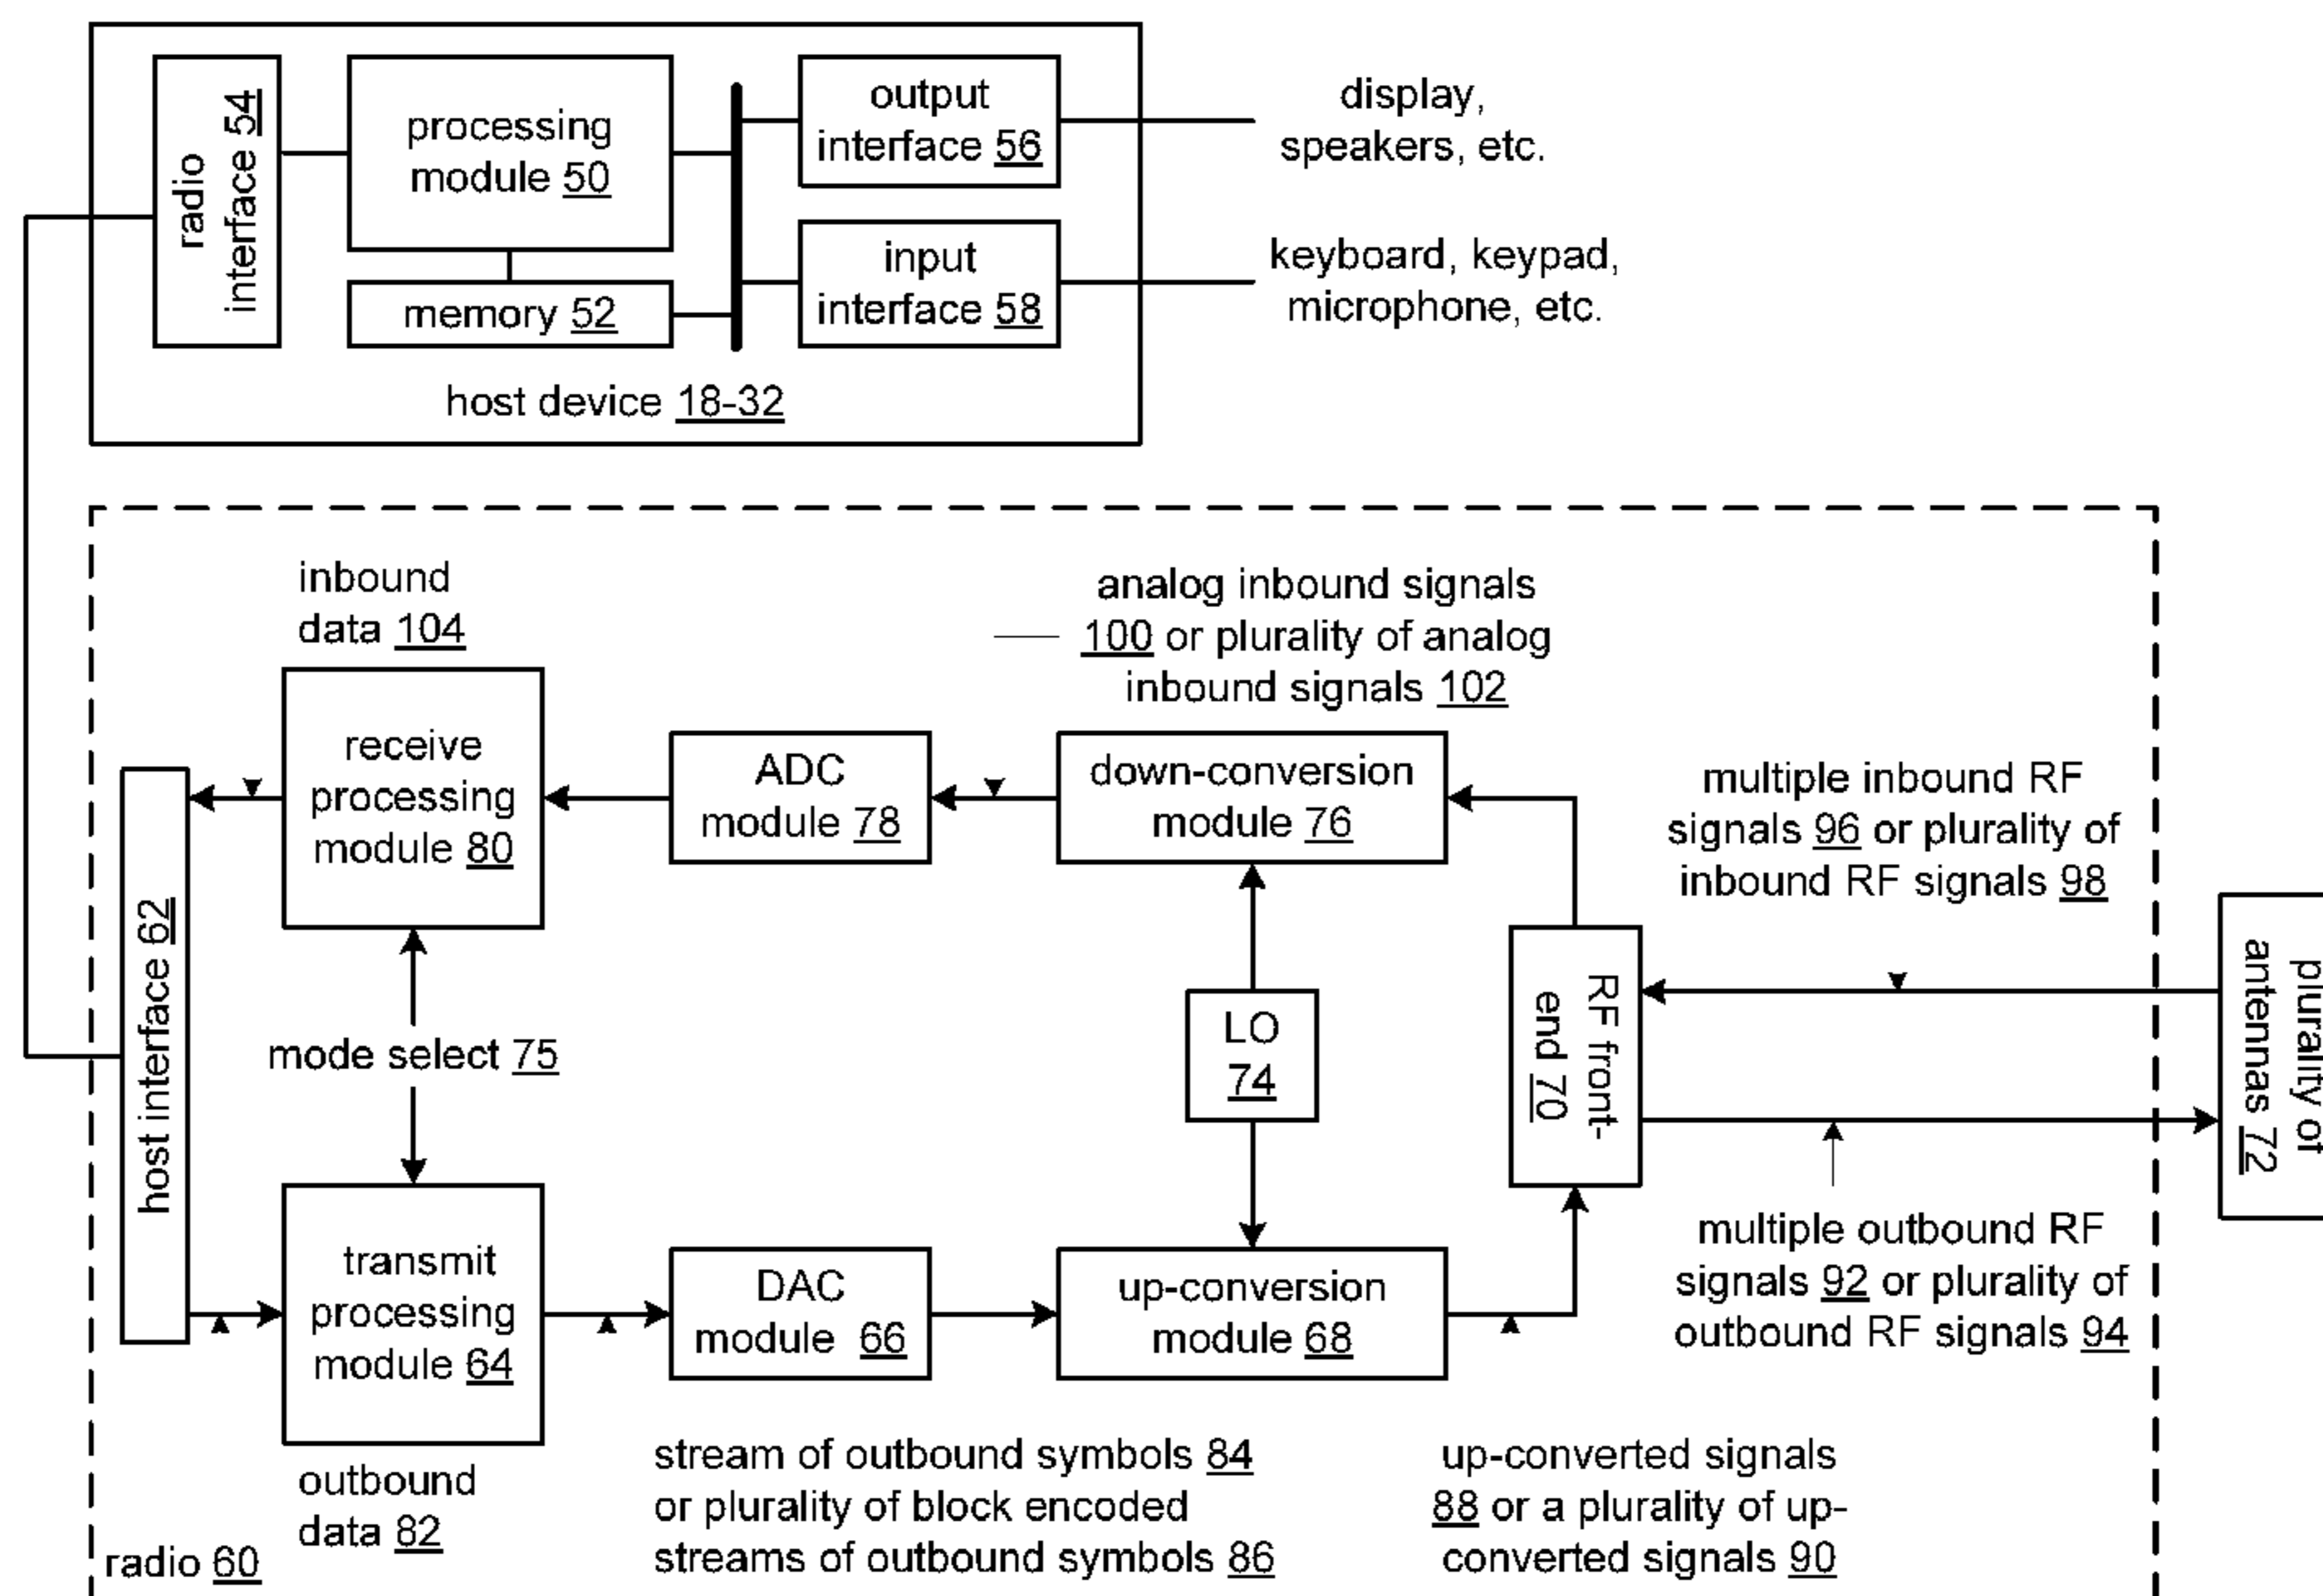 radio
interface 54
processing
module 50
memory 52
output
interface 56
input
interface 58
display,
speakers, etc.
keyboard, keypad,
microphone, etc.
host device 18-32
inbound
data 104
analog inbound signals
100 or plurality of analog
inbound signals 102
receive
processing
module 80
ADC
module 78
down-conversion
module 76
multiple inbound RF
signals 96 or plurality of
inbound RF signals 98
host interface 62
mode select 75
LO
74
RF front-
end 70
plurality of
antennas 72
transmit
processing
module 64
DAC
module 66
up-conversion
module 68
multiple outbound RF
signals 92 or plurality of
outbound RF signals 94
outbound
data 82
stream of outbound symbols 84
or plurality of block encoded
streams of outbound symbols 86
up-converted signals
88 or a plurality of up-
converted signals 90
radio 60